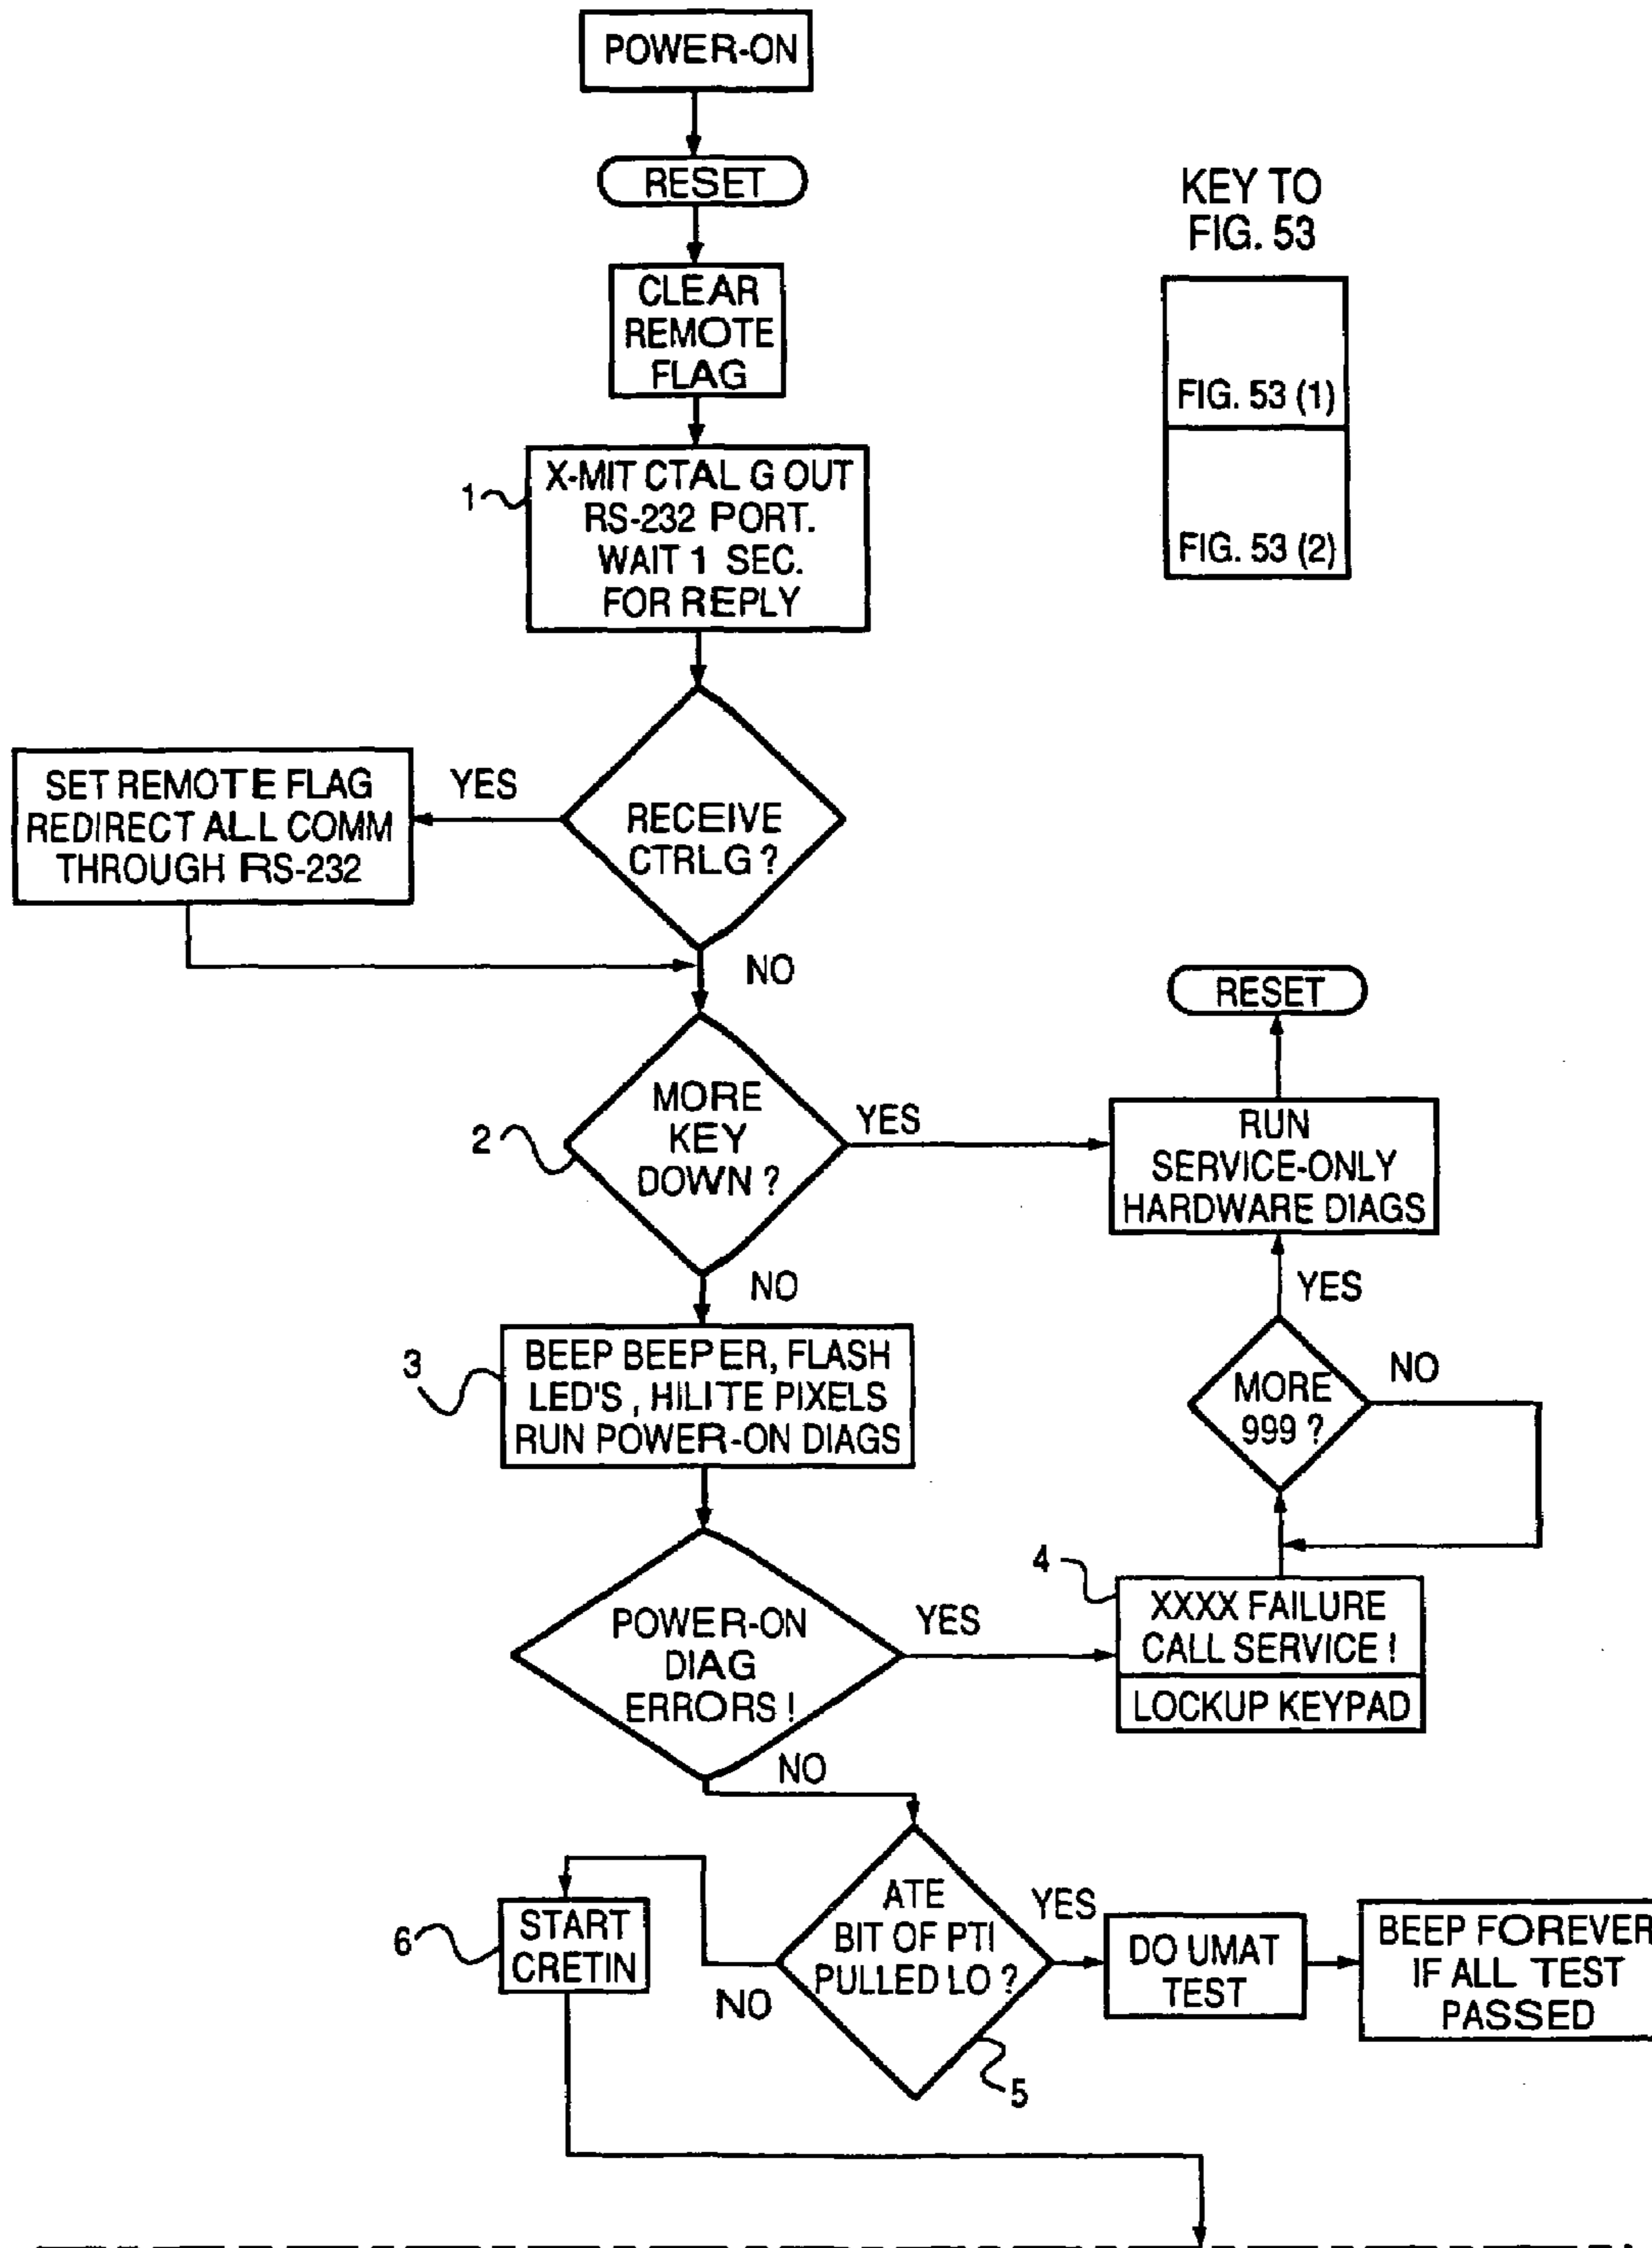 POWER-ON
RESET
KEY TO
FIG. 53
FIG. 53 (1)
FIG. 53 (2)
CLEAR
REMOTE
FLAG
1
X-MIT CTAL G OUT
RS-232 PORT.
WAIT 1 SEC.
FOR REPLY
RECEIVE
CTRLG ?
YES
SET REMOTE FLAG
REDIRECT ALL COMM
THROUGH RS-232
NO
2
MORE
KEY
DOWN ?
YES
RESET
RUN
SERVICE-ONLY
HARDWARE DIAGS
YES
MORE
999 ?
NO
NO
3
BEEP BEEPER, FLASH
LED'S , HILITE PIXELS
RUN POWER-ON DIAGS
POWER-ON
DIAG
ERRORS !
YES
4
XXXX FAILURE
CALL SERVICE !
LOCKUP KEYPAD
NO
ATE
BIT OF PTI
PULLED LO ?
5
YES
DO UMAT
TEST
BEEP FOREVER
IF ALL TEST
PASSED
NO
6
START
CRETIN